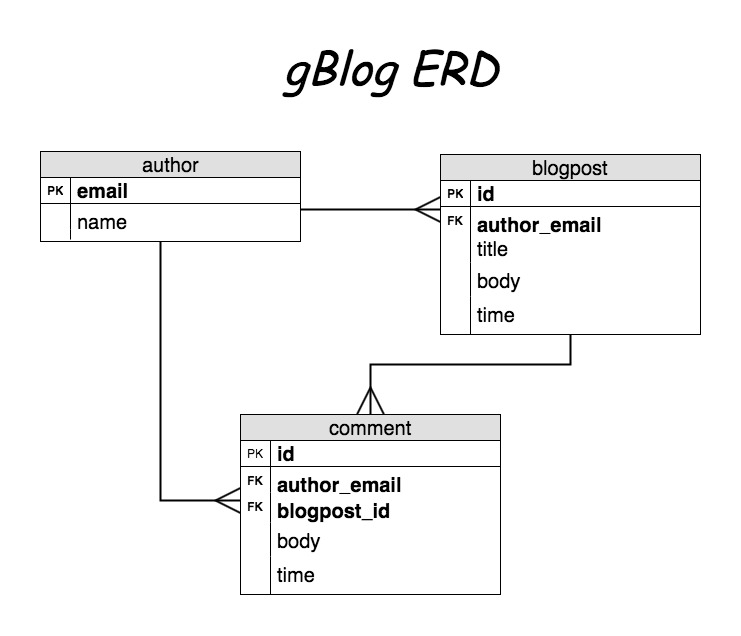 gBlog ERD
author
PK email
name
blogpost
PK id
FK author_email
title
body
time
comment
PK id
FK author_email
FK blogpost_id
body
time